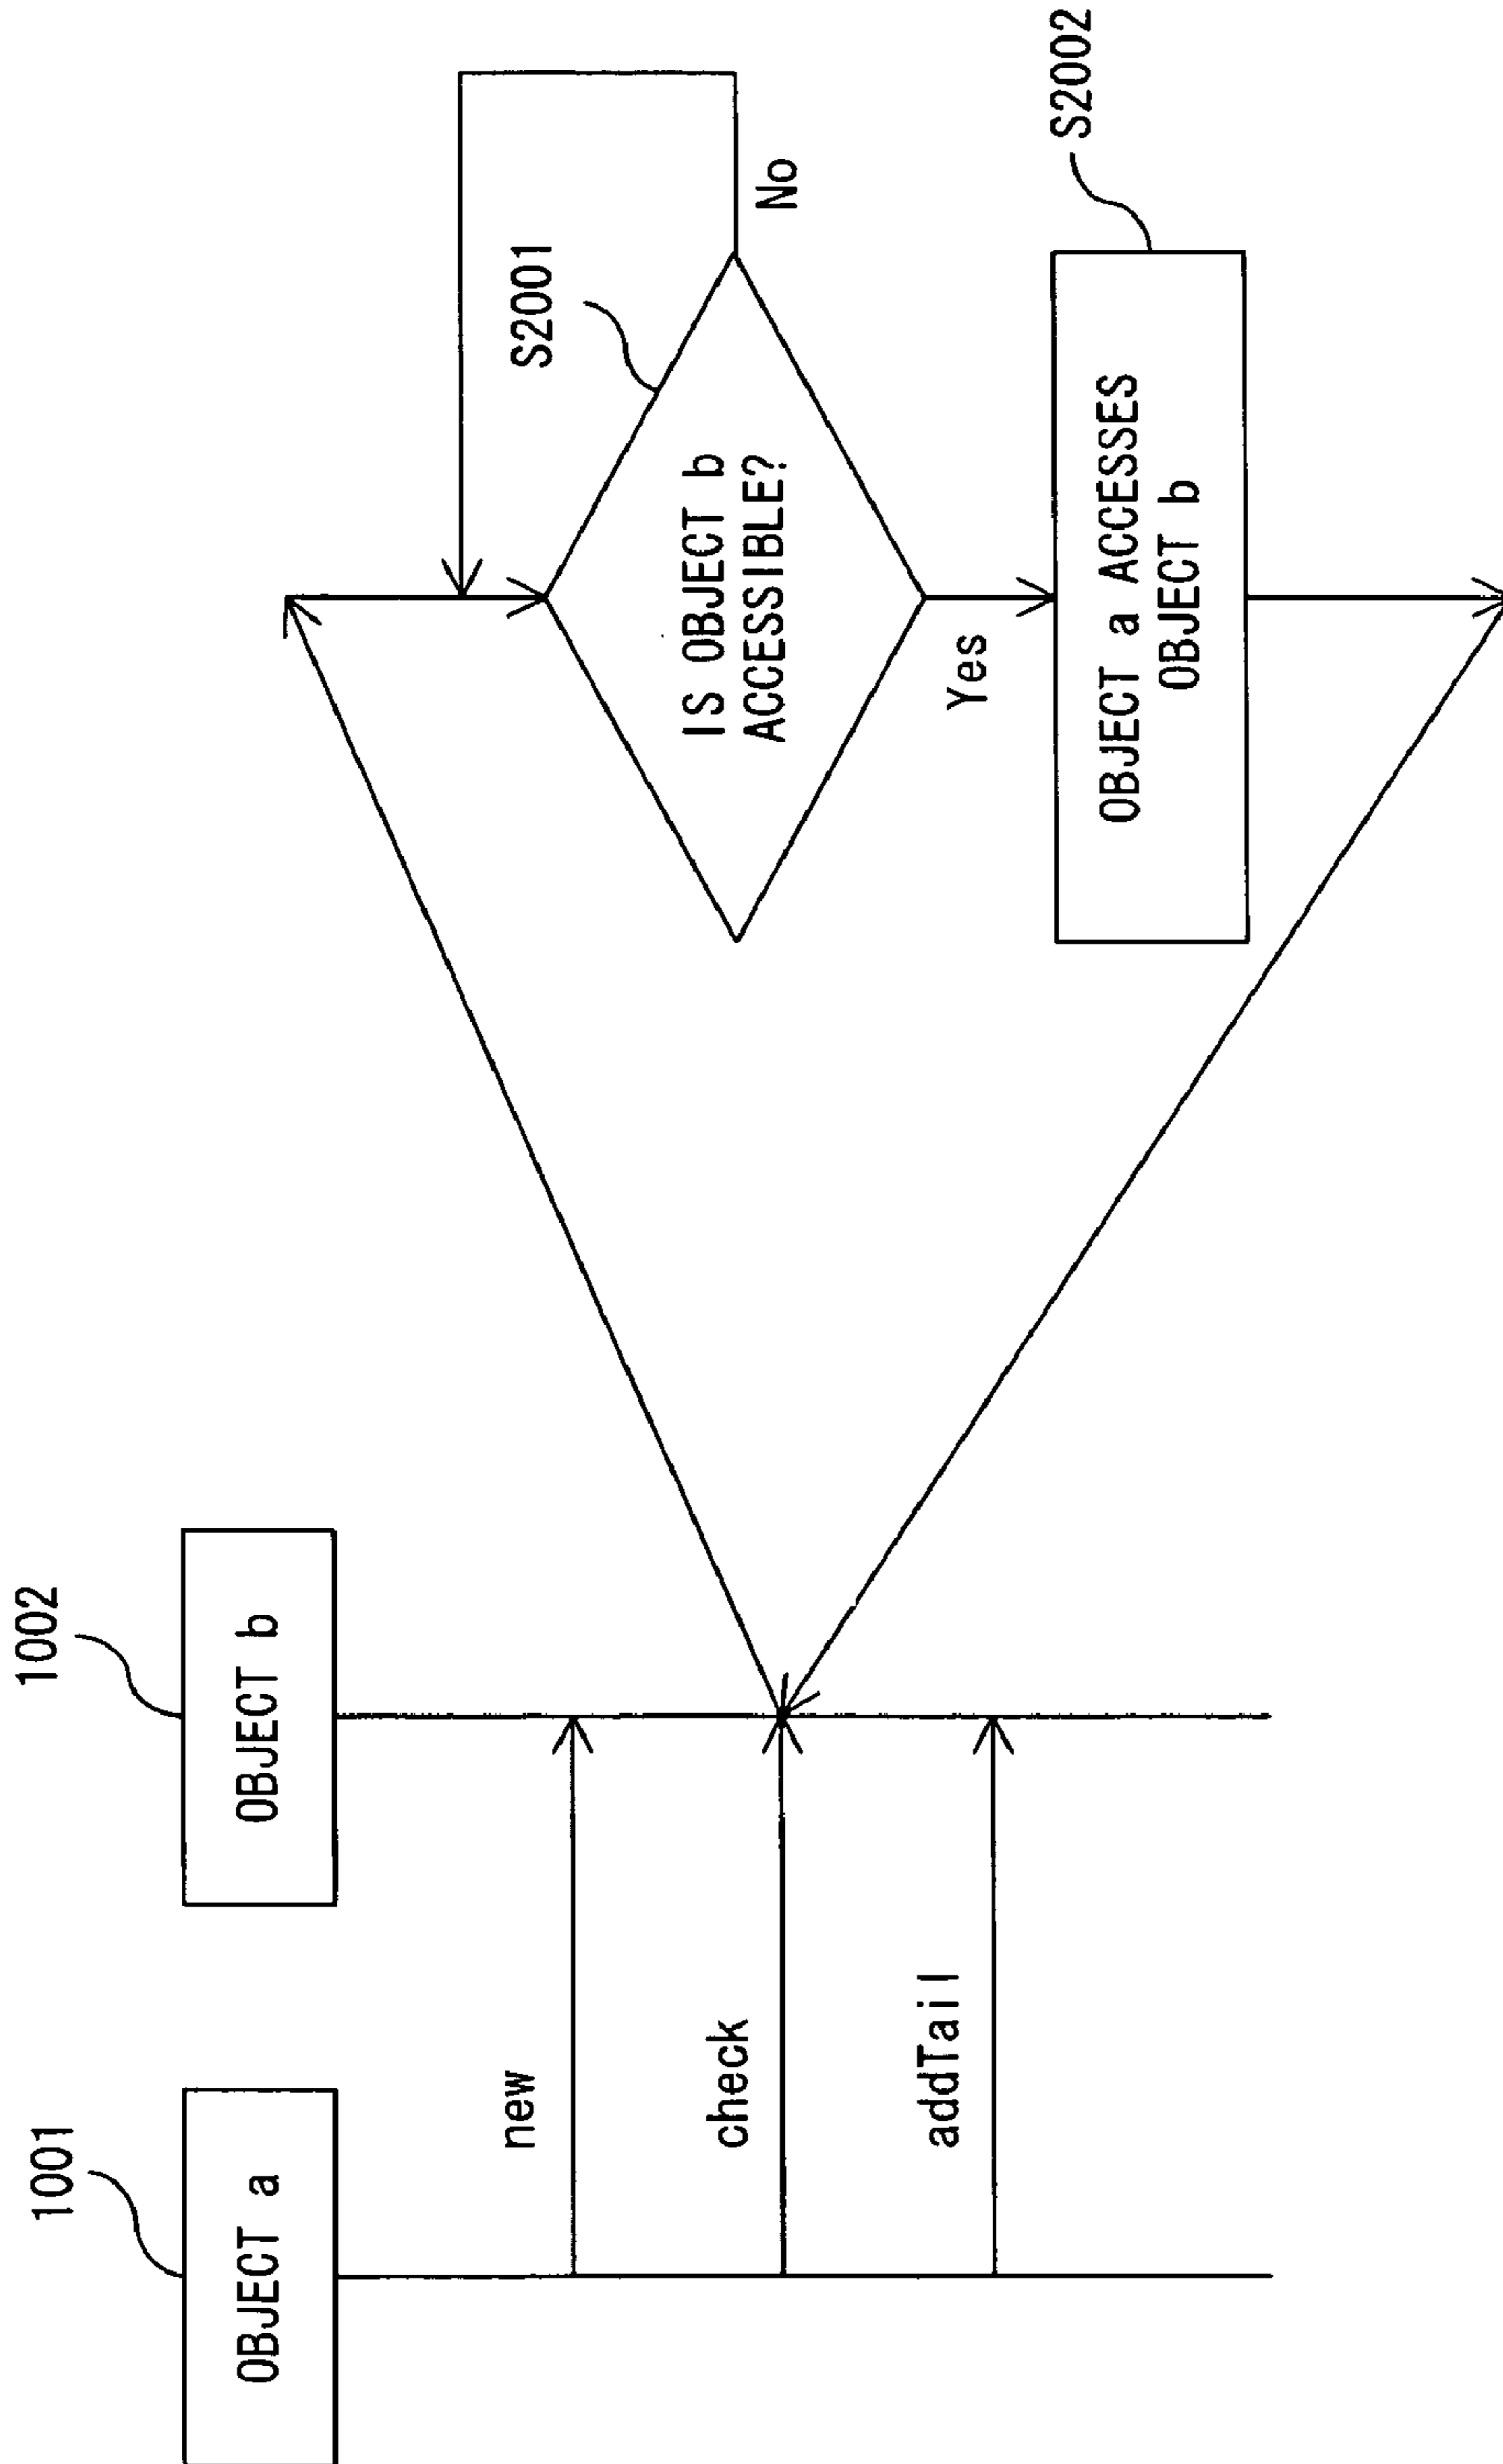 1001
OBJECT a
1002
OBJECT b
new
check
addTail
S2001
IS OBJECT b
ACCESSIBLE?
No
Yes
S2002
OBJECT a ACCESSES
OBJECT b